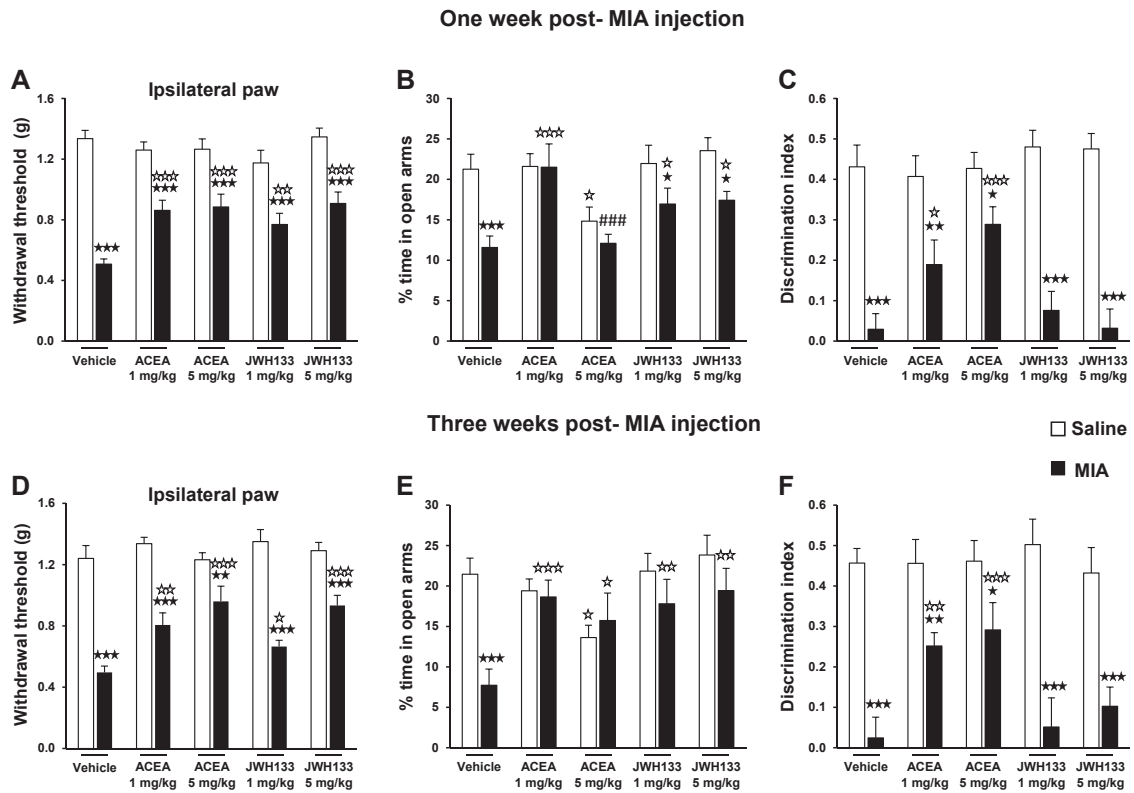 One week post- MIA injection
A
Ipsilateral paw
Withdrawal threshold (g)
1.6
1.2
0.8
0.4
0.0
☆☆☆ ☆☆☆ ☆☆ ☆☆☆
★★★ ★★★ ★★★ ★★★ ★★★
Vehicle ACEA ACEA JWH133 JWH133
1 mg/kg 5 mg/kg 1 mg/kg 5 mg/kg
B
% time in open arms
30
25
20
15
10
5
0
★★★ ☆☆☆ ☆ ### ☆ ☆
★ ★
Vehicle ACEA ACEA JWH133 JWH133
1 mg/kg 5 mg/kg 1 mg/kg 5 mg/kg
C
Discrimination index
0.6
0.5
0.4
0.3
0.2
0.1
0.0
☆ ☆☆☆
★★★ ★★ ★ ★★★ ★★★
Vehicle ACEA ACEA JWH133 JWH133
1 mg/kg 5 mg/kg 1 mg/kg 5 mg/kg
Three weeks post- MIA injection
Saline
MIA
D
Ipsilateral paw
Withdrawal threshold (g)
1.6
1.2
0.8
0.4
0.0
☆☆ ☆☆☆ ☆ ☆☆☆
★★★ ★★★ ★★ ★★★ ★★★
Vehicle ACEA ACEA JWH133 JWH133
1 mg/kg 5 mg/kg 1 mg/kg 5 mg/kg
E
% time in open arms
30
25
20
15
10
5
0
★★★ ☆☆☆ ☆ ☆ ☆☆ ☆☆
Vehicle ACEA ACEA JWH133 JWH133
1 mg/kg 5 mg/kg 1 mg/kg 5 mg/kg
F
Discrimination index
0.6
0.5
0.4
0.3
0.2
0.1
0.0
☆☆ ☆☆☆
★★★ ★★ ★ ★★★ ★★★
Vehicle ACEA ACEA JWH133 JWH133
1 mg/kg 5 mg/kg 1 mg/kg 5 mg/kg